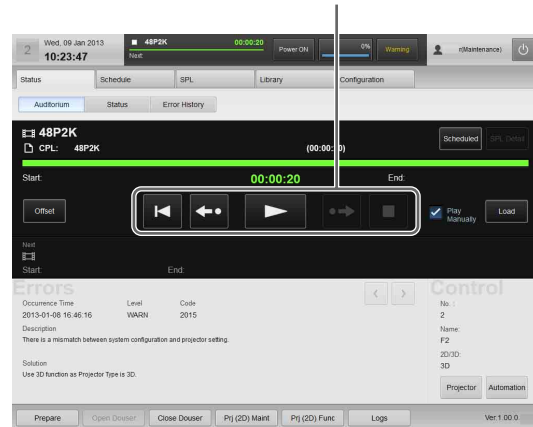 2
Wed, 09 Jan 2013
10:23:47
48P2K 00:00:20
Next:
Power ON
0%
Warning
r(Maintenance)
Status Schedule SPL Library Configuration
Auditorium Status Error History
48P2K
CPL: 48P2K
Scheduled SPL Detail
Start: 00:00:20 End:
Offset
Play Manually
Load
Next
Start: End:
Errors
Occurrence Time Level Code
2013-01-08 16:46:16 WARN 2015
Description
There is a mismatch between system configuration and projector setting.
Solution
Use 3D function as Projector Type is 3D.
Control
No. :
2
Name:
F2
2D/3D:
3D
Projector Automation
Prepare Open Douser Close Douser Prj (2D) Maint Prj (2D) Func Logs Ver.1.00.0.